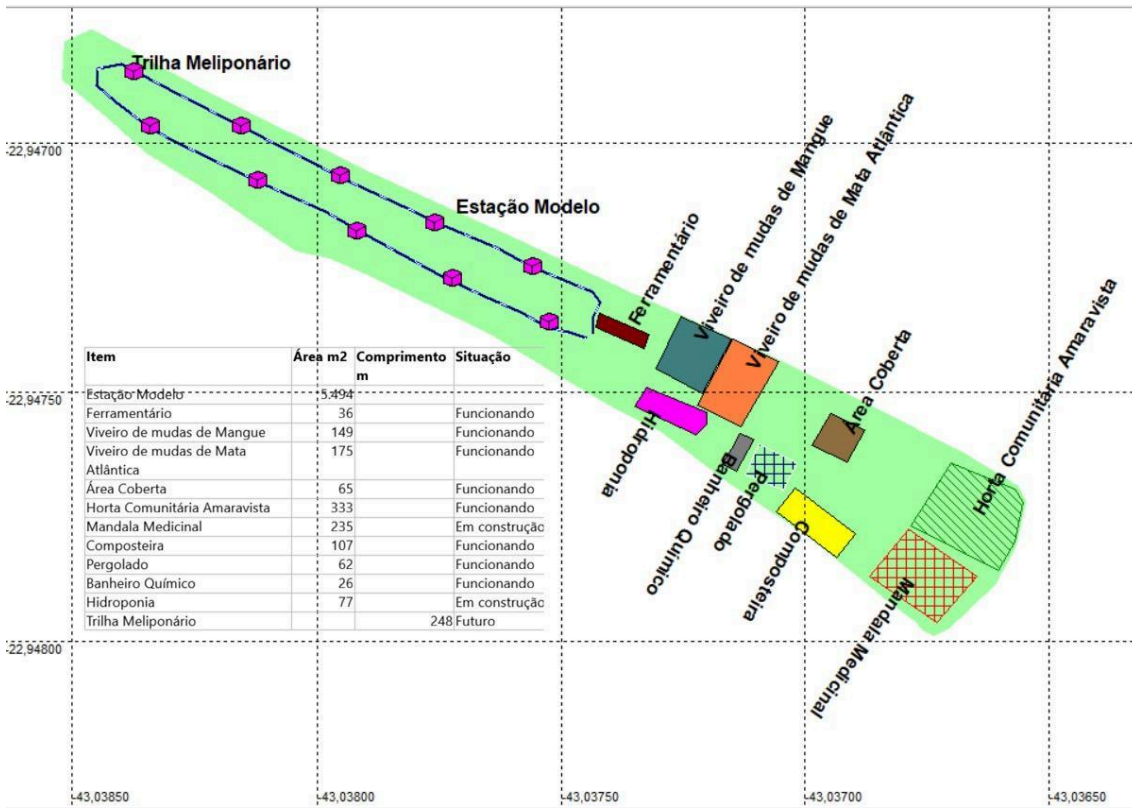 Trilha Meliponário
-22,94700
Estação Modelo
Ferramentário
Viveiro de mudas de Mangue
Viveiro de mudas de Mata Atlântica
Área Coberta
Horta Comunitária Amaravista
Hidroponia
Banheiro Químico
Pergolado
Composteira
Mandala Medicinal
Item Área m2 Comprimento m Situação
Estação Modelo 5.494
Ferramentário 36 Funcionando
Viveiro de mudas de Mangue 149 Funcionando
Viveiro de mudas de Mata 175 Funcionando
Atlântica
Área Coberta 65 Funcionando
Horta Comunitária Amaravista 333 Funcionando
Mandala Medicinal 235 Em construção
Composteira 107 Funcionando
Pergolado 62 Funcionando
Banheiro Químico 26 Funcionando
Hidroponia 77 Em construção
Trilha Meliponário 248 Futuro
-22,94750
-22,94800
-43,03850 -43,03800 -43,03750 -43,03700 -43,03650